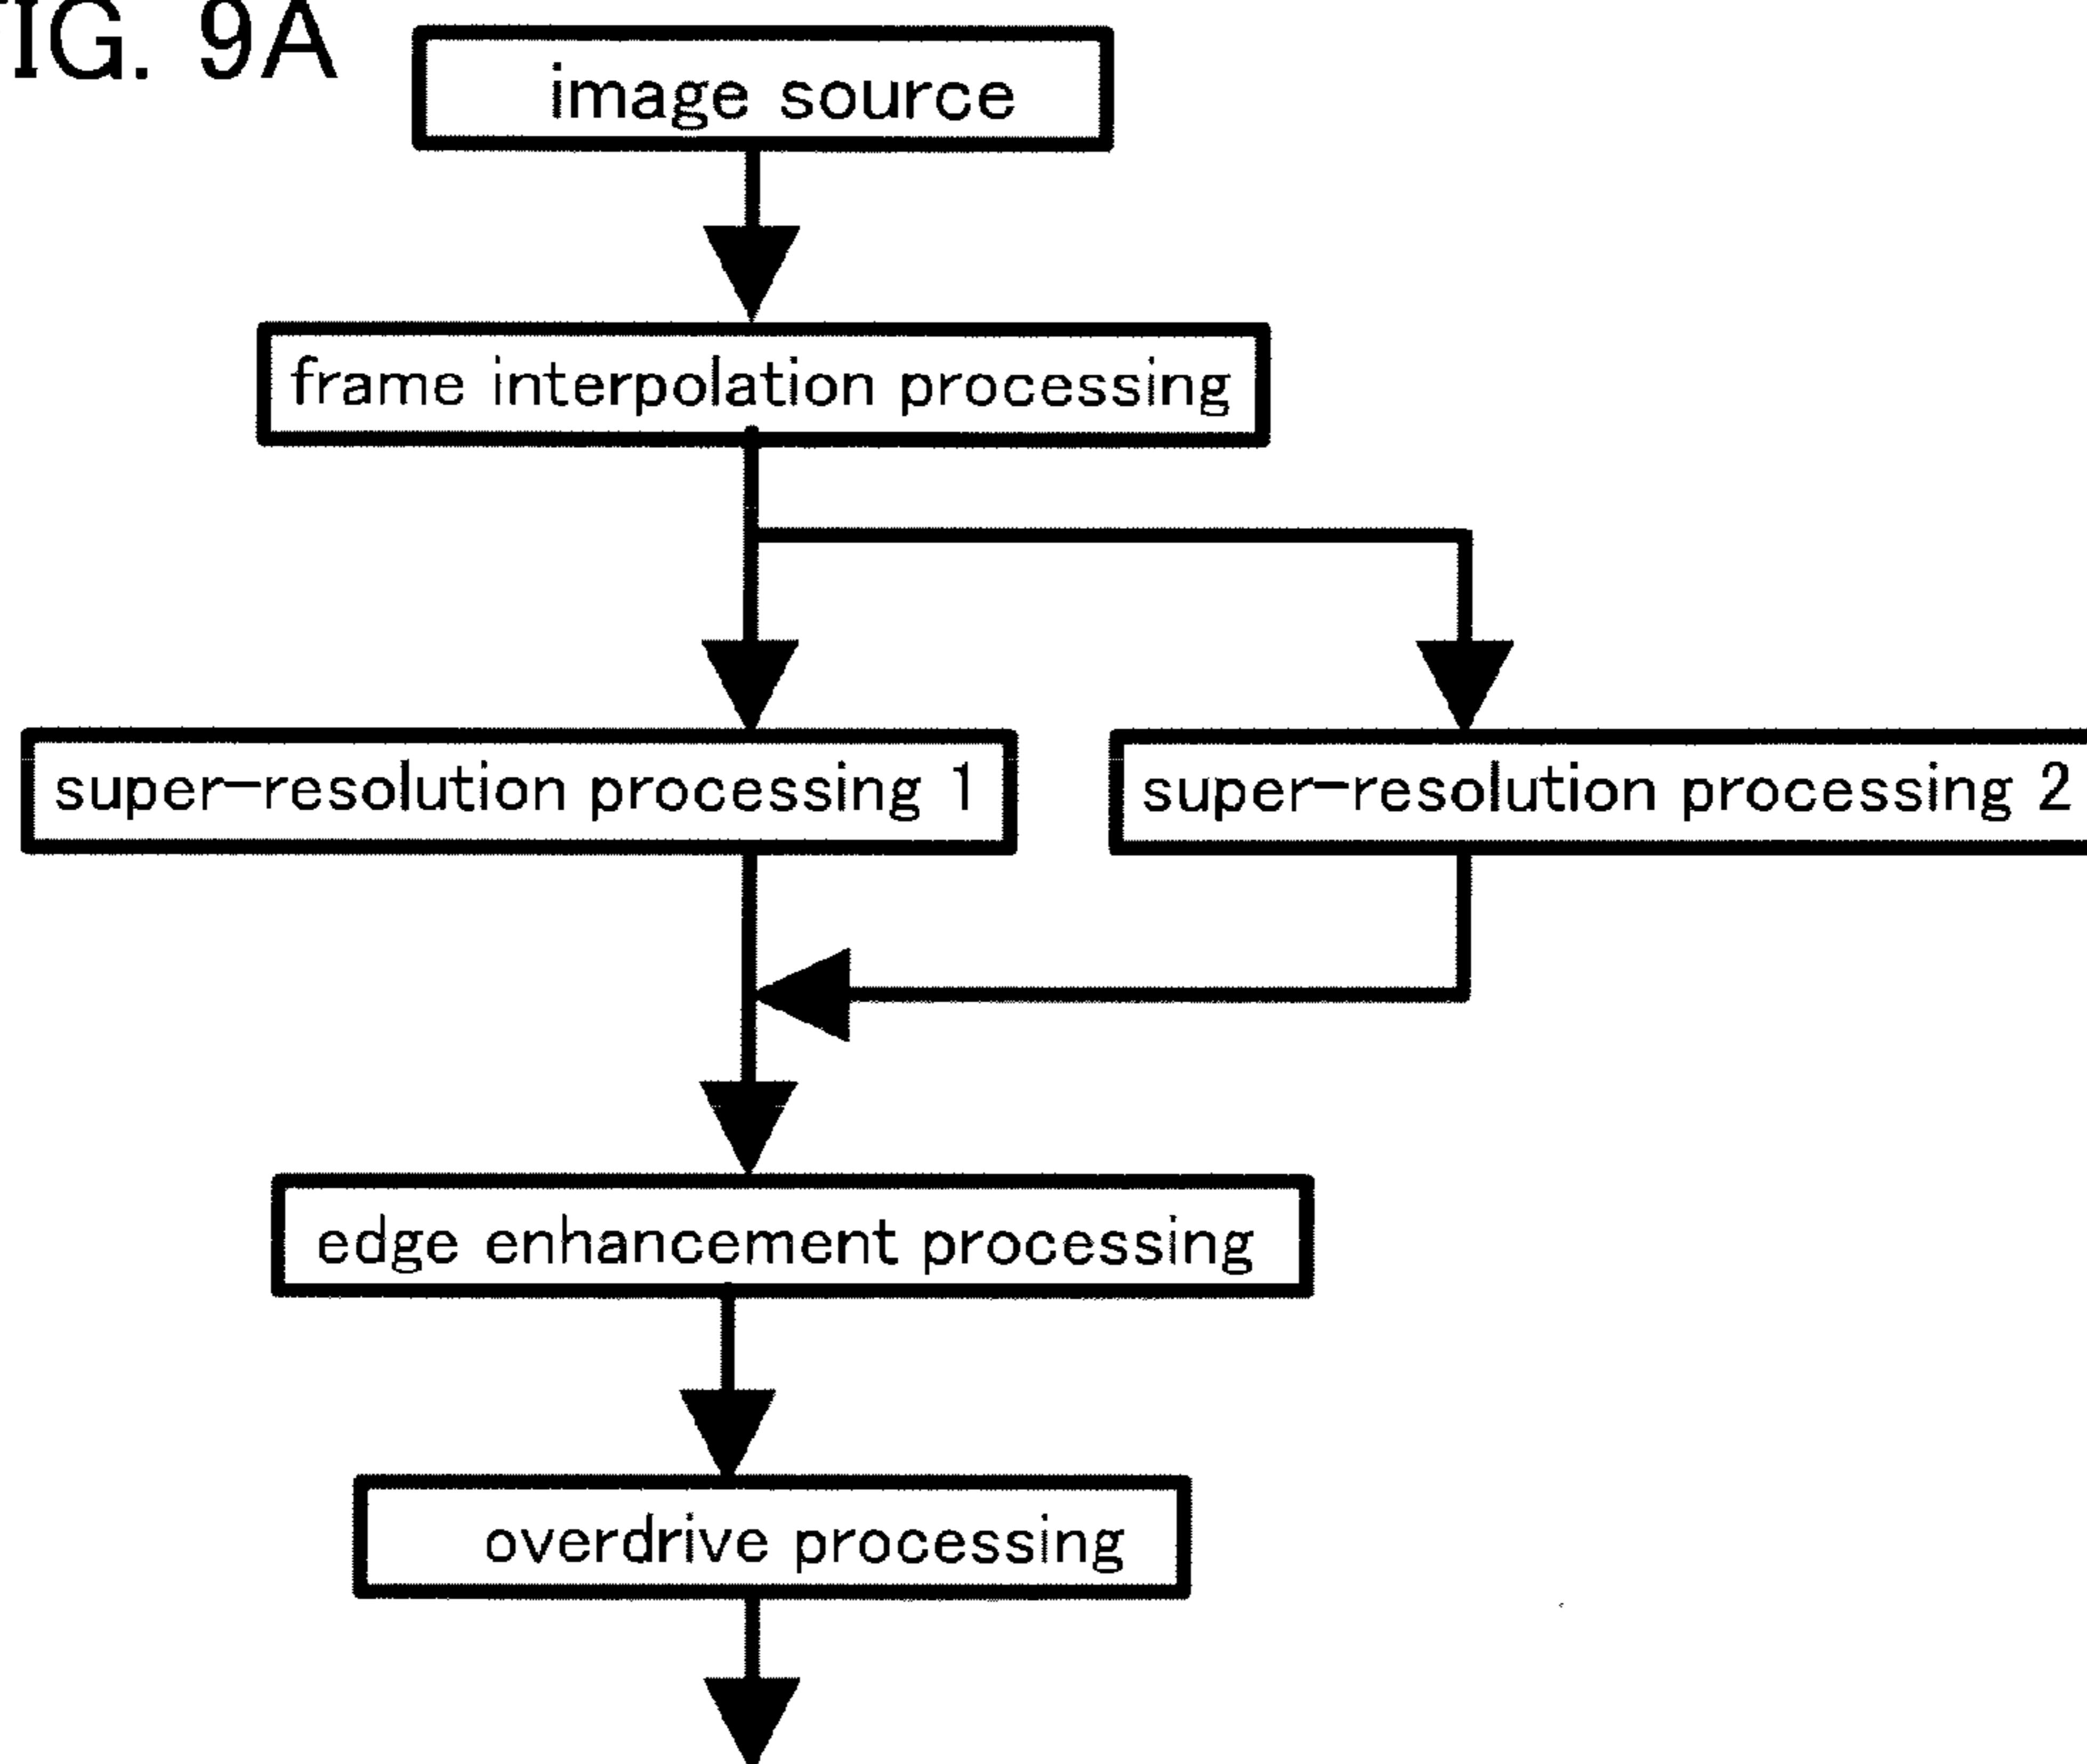 FIG. 9A
image source
frame interpolation processing
super-resolution processing 1
super-resolution processing 2
edge enhancement processing
overdrive processing